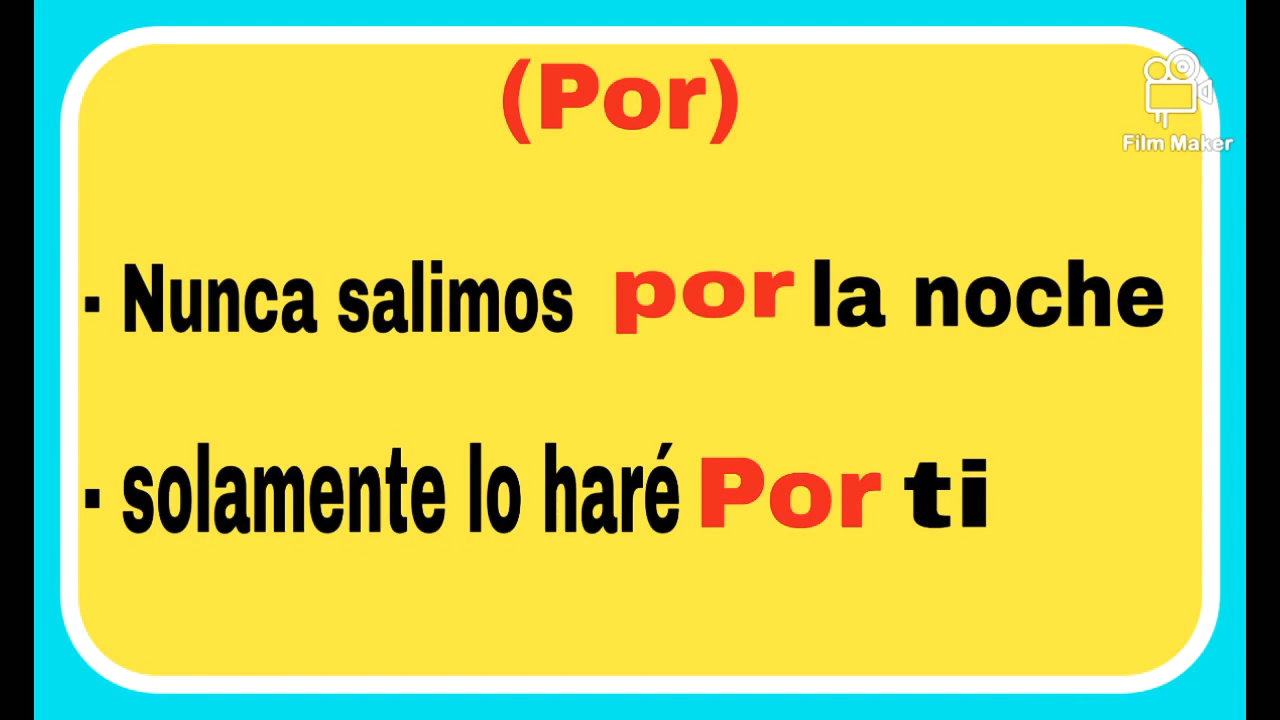 (Por)
Film Maker
- Nunca salimos por la noche
- solamente lo haré Por ti